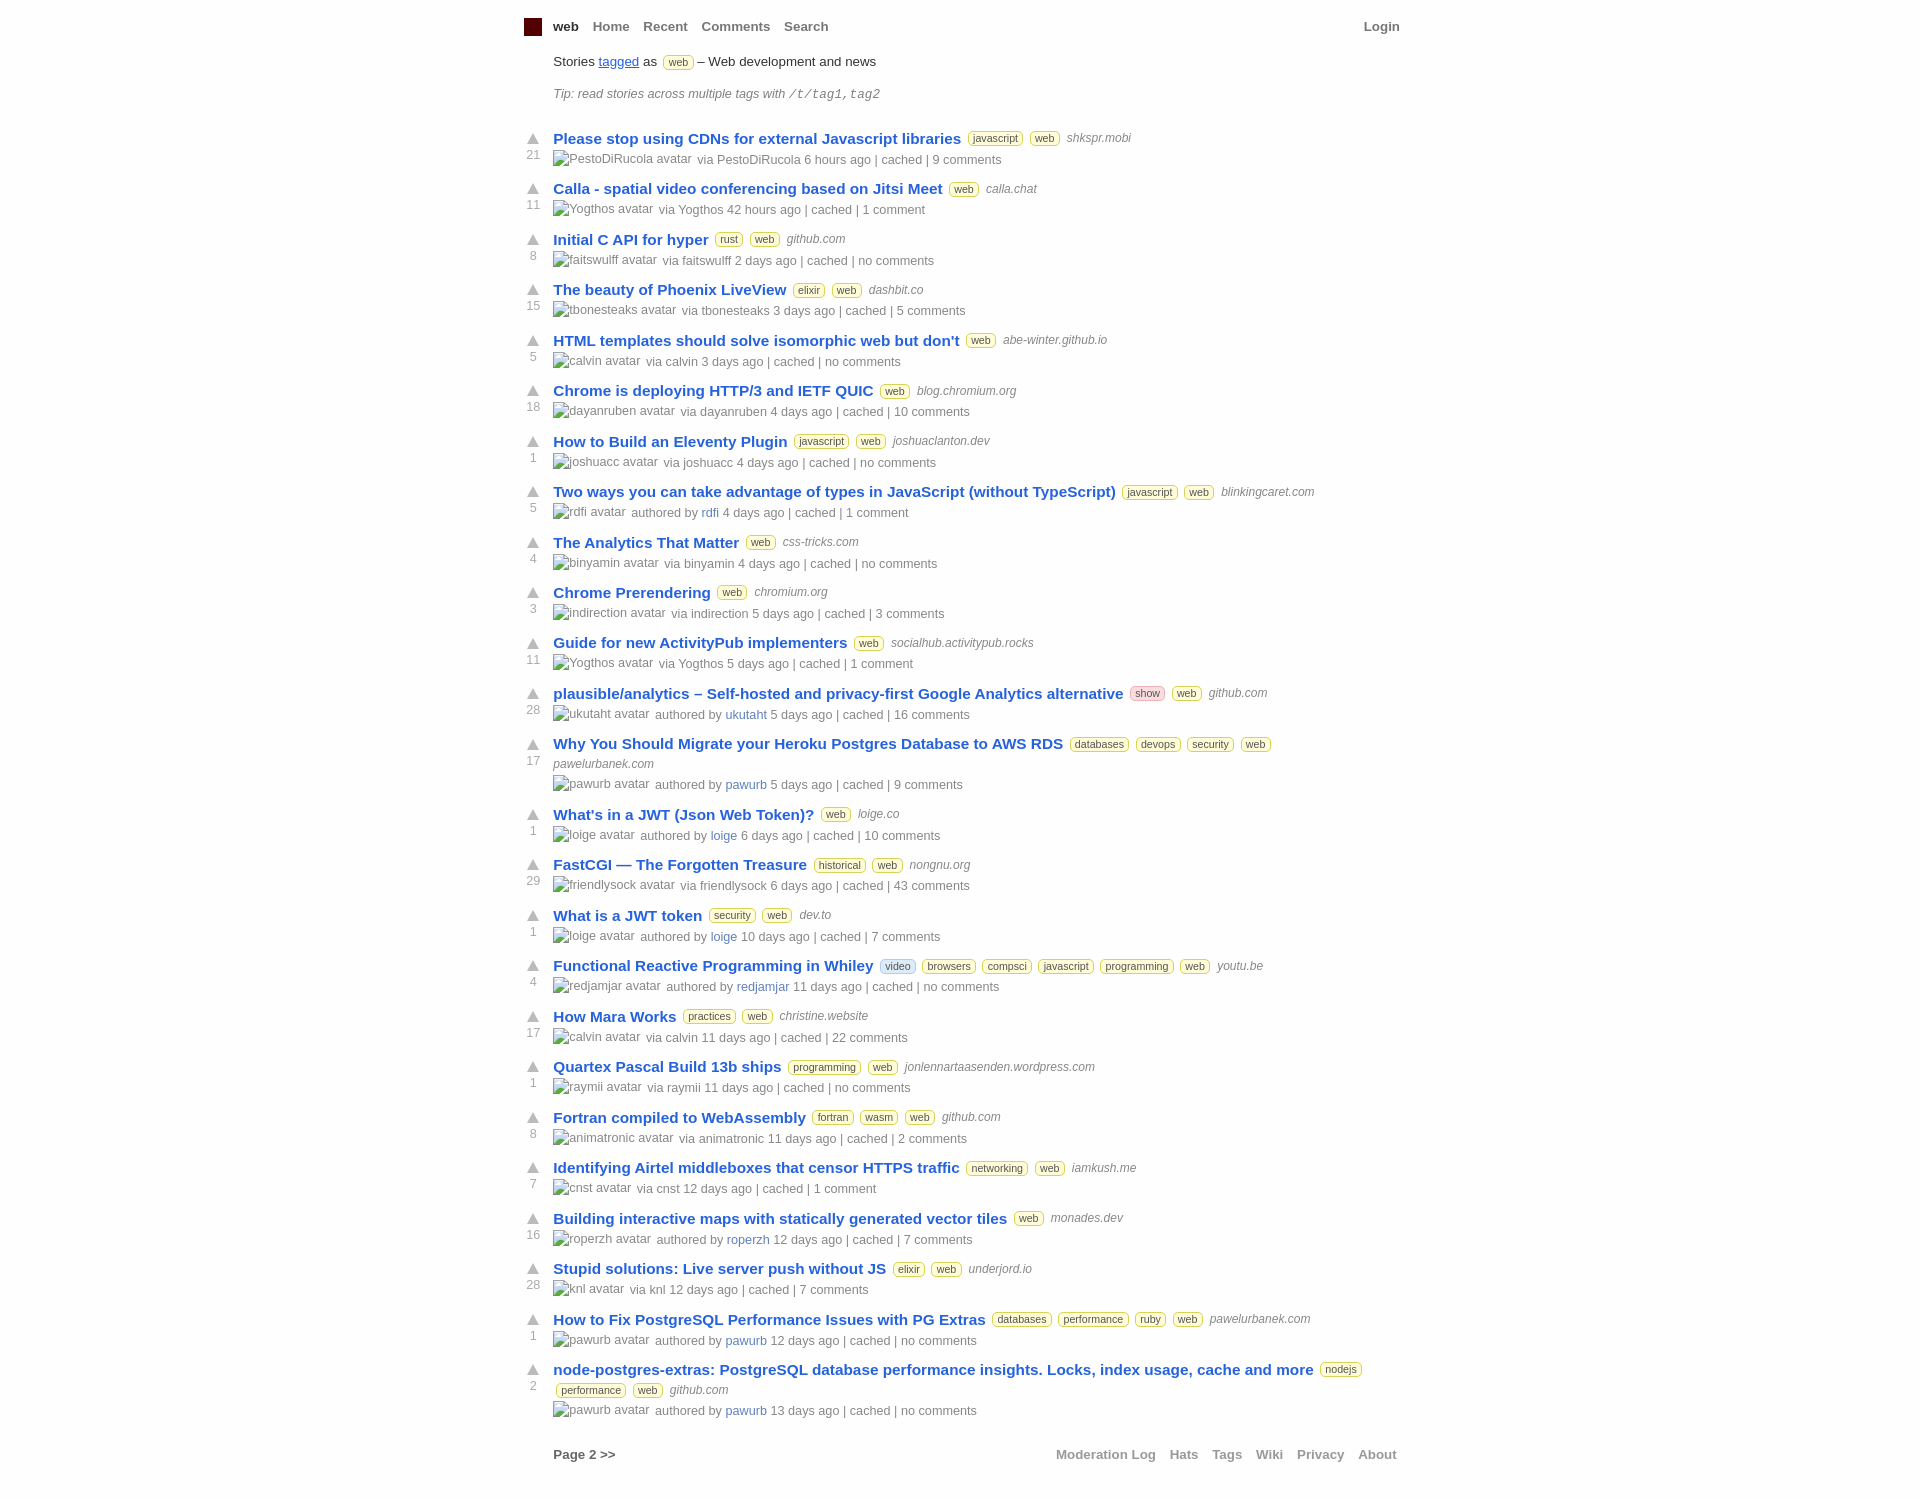 web Home Recent Comments Search Login
Stories tagged as web – Web development and news
Tip: read stories across multiple tags with /t/tag1,tag2
Please stop using CDNs for external Javascript libraries javascript web shkspr.mobi
21 PestoDiRucola avatar via PestoDiRucola 6 hours ago | cached | 9 comments
Calla - spatial video conferencing based on Jitsi Meet web calla.chat
11 Yogthos avatar via Yogthos 42 hours ago | cached | 1 comment
Initial C API for hyper rust web github.com
8 faitswulff avatar via faitswulff 2 days ago | cached | no comments
The beauty of Phoenix LiveView elixir web dashbit.co
15 tbonesteaks avatar via tbonesteaks 3 days ago | cached | 5 comments
HTML templates should solve isomorphic web but don't web abe-winter.github.io
5 calvin avatar via calvin 3 days ago | cached | no comments
Chrome is deploying HTTP/3 and IETF QUIC web blog.chromium.org
18 dayanruben avatar via dayanruben 4 days ago | cached | 10 comments
How to Build an Eleventy Plugin javascript web joshuaclanton.dev
1 joshuacc avatar via joshuacc 4 days ago | cached | no comments
Two ways you can take advantage of types in JavaScript (without TypeScript) javascript web blinkingcaret.com
5 rdfi avatar authored by rdfi 4 days ago | cached | 1 comment
The Analytics That Matter web css-tricks.com
4 binyamin avatar via binyamin 4 days ago | cached | no comments
Chrome Prerendering web chromium.org
3 indirection avatar via indirection 5 days ago | cached | 3 comments
Guide for new ActivityPub implementers web socialhub.activitypub.rocks
11 Yogthos avatar via Yogthos 5 days ago | cached | 1 comment
plausible/analytics – Self-hosted and privacy-first Google Analytics alternative show web github.com
28 ukutaht avatar authored by ukutaht 5 days ago | cached | 16 comments
Why You Should Migrate your Heroku Postgres Database to AWS RDS databases devops security web
17 pawelurbanek.com
pawurb avatar authored by pawurb 5 days ago | cached | 9 comments
What's in a JWT (Json Web Token)? web loige.co
1 loige avatar authored by loige 6 days ago | cached | 10 comments
FastCGI — The Forgotten Treasure historical web nongnu.org
29 friendlysock avatar via friendlysock 6 days ago | cached | 43 comments
What is a JWT token security web dev.to
1 loige avatar authored by loige 10 days ago | cached | 7 comments
Functional Reactive Programming in Whiley video browsers compsci javascript programming web youtu.be
4 redjamjar avatar authored by redjamjar 11 days ago | cached | no comments
How Mara Works practices web christine.website
17 calvin avatar via calvin 11 days ago | cached | 22 comments
Quartex Pascal Build 13b ships programming web jonlennartaasenden.wordpress.com
1 raymii avatar via raymii 11 days ago | cached | no comments
Fortran compiled to WebAssembly fortran wasm web github.com
8 animatronic avatar via animatronic 11 days ago | cached | 2 comments
Identifying Airtel middleboxes that censor HTTPS traffic networking web iamkush.me
7 cnst avatar via cnst 12 days ago | cached | 1 comment
Building interactive maps with statically generated vector tiles web monades.dev
16 roperzh avatar authored by roperzh 12 days ago | cached | 7 comments
Stupid solutions: Live server push without JS elixir web underjord.io
28 knl avatar via knl 12 days ago | cached | 7 comments
How to Fix PostgreSQL Performance Issues with PG Extras databases performance ruby web pawelurbanek.com
1 pawurb avatar authored by pawurb 12 days ago | cached | no comments
node-postgres-extras: PostgreSQL database performance insights. Locks, index usage, cache and more nodejs
2 performance web github.com
pawurb avatar authored by pawurb 13 days ago | cached | no comments
Page 2 >> Moderation Log Hats Tags Wiki Privacy About